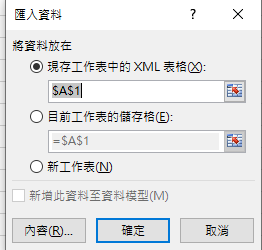 匯入資料
將資料放在
現存工作表中的 XML 表格(X):
$A$1
目前工作表的儲存格(E):
=$A$1
新工作表(N)
新增此資料至資料模型(M)
內容(R)...
確定
取消